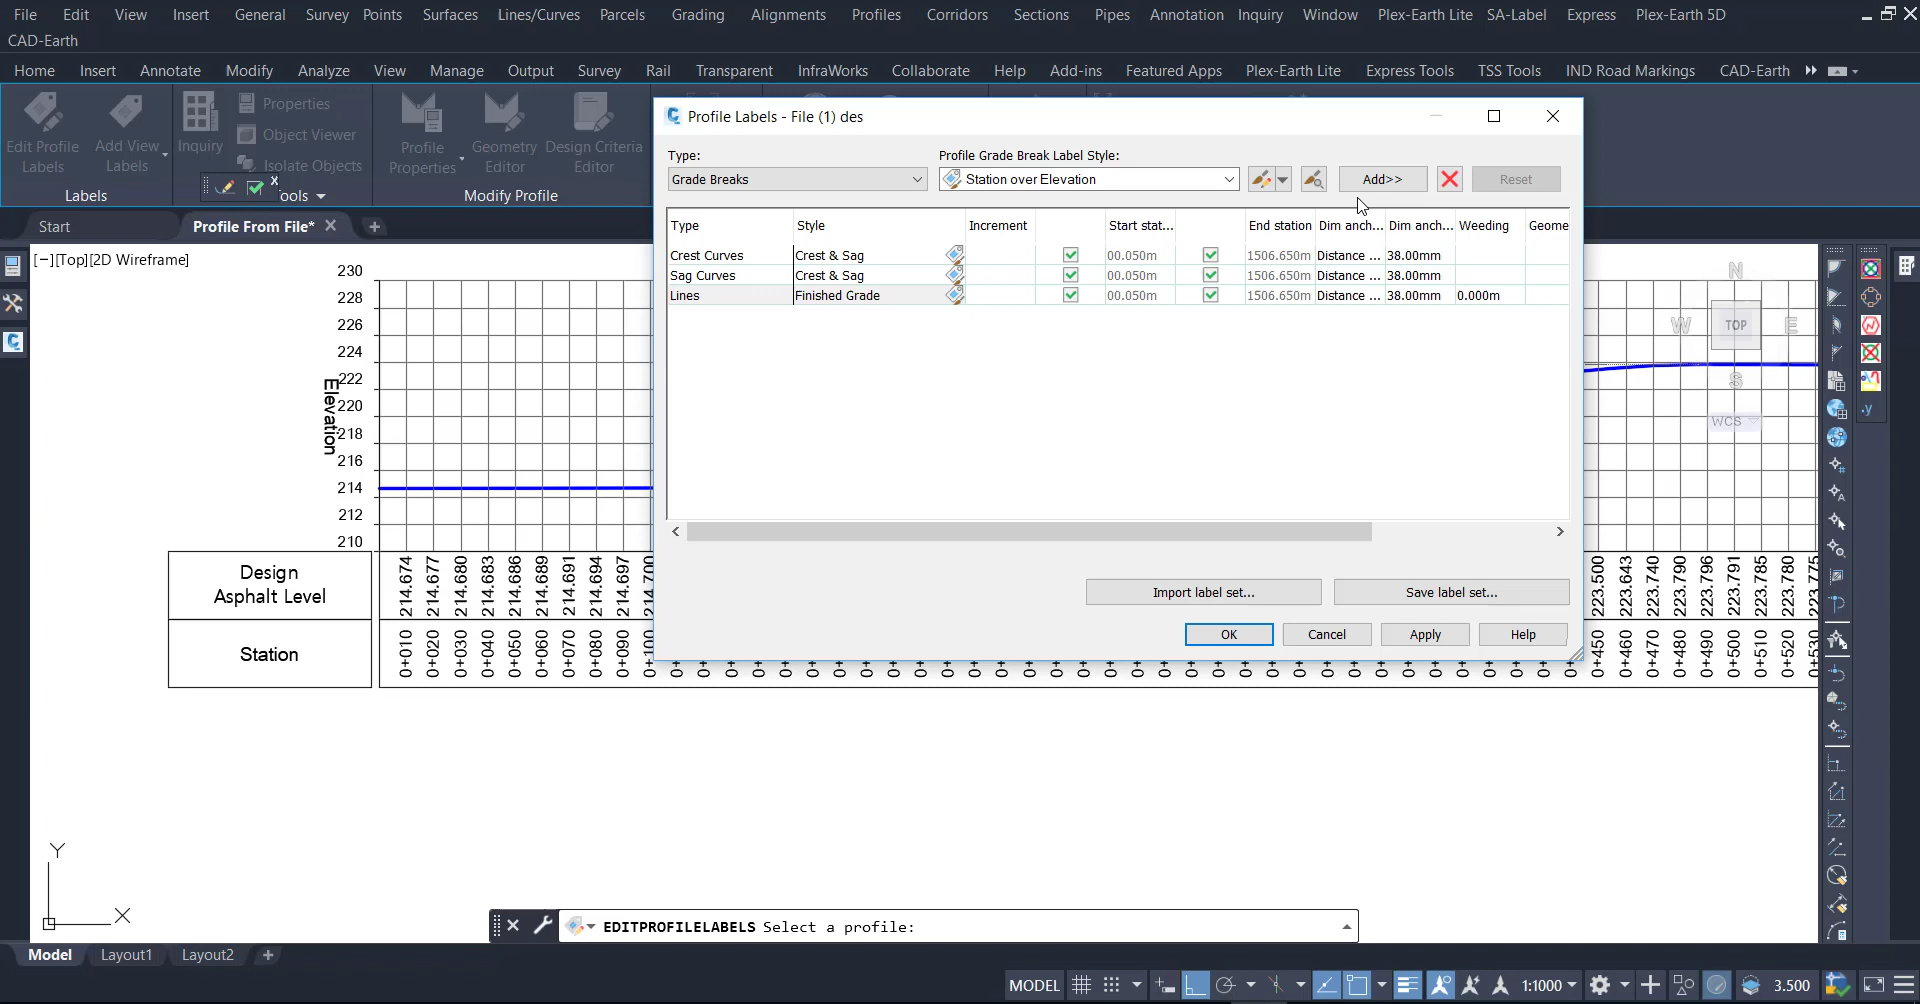 File Edit View Insert General Survey Points Surfaces Lines/Curves Parcels Grading Alignments Profiles Corridors Sections Pipes Annotation Inquiry Window Plex-Earth Lite SA-Label Express Plex-Earth 5D
CAD-Earth
Home Insert Annotate Modify Analyze View Manage Output Survey Rail Transparent InfraWorks Collaborate Help Add-ins Featured Apps Plex-Earth Lite Express Tools TSS Tools IND Road Markings CAD-Earth
Edit Profile Labels
Add View Labels
Inquiry
Properties
Object Viewer
Isolate Objects
Profile Properties
Geometry Editor
Design Criteria Editor
Labels
ools
Modify Profile
Start
Profile From File*
[−][Top][2D Wireframe]
Profile Labels - File (1) des
Type:
Profile Grade Break Label Style:
Grade Breaks
Station over Elevation
Add>>
Reset
Type Style Increment Start stat... End station Dim anch... Dim anch... Weeding Geome
Crest Curves Crest & Sag 00.050m 1506.650m Distance ... 38.00mm
Sag Curves Crest & Sag 00.050m 1506.650m Distance ... 38.00mm
Lines Finished Grade 00.050m 1506.650m Distance ... 38.00mm 0.000m
Import label set...
Save label set...
OK
Cancel
Apply
Help
230
228
226
224
222
220
218
216
214
212
210
Elevation
N
W
TOP
E
S
WCS
Design
Asphalt Level
214.674 214.677 214.680 214.683 214.686 214.689 214.691 214.694 214.697 214.700
223.500 223.643 223.740 223.790 223.796 223.791 223.785 223.780 223.775
Station
0+010 0+020 0+030 0+040 0+050 0+060 0+070 0+080 0+090 0+100
0+450 0+460 0+470 0+480 0+490 0+500 0+510 0+520 0+530
.y
Y
X
EDITPROFILELABELS Select a profile:
Model Layout1 Layout2
MODEL
1:1000
3.500